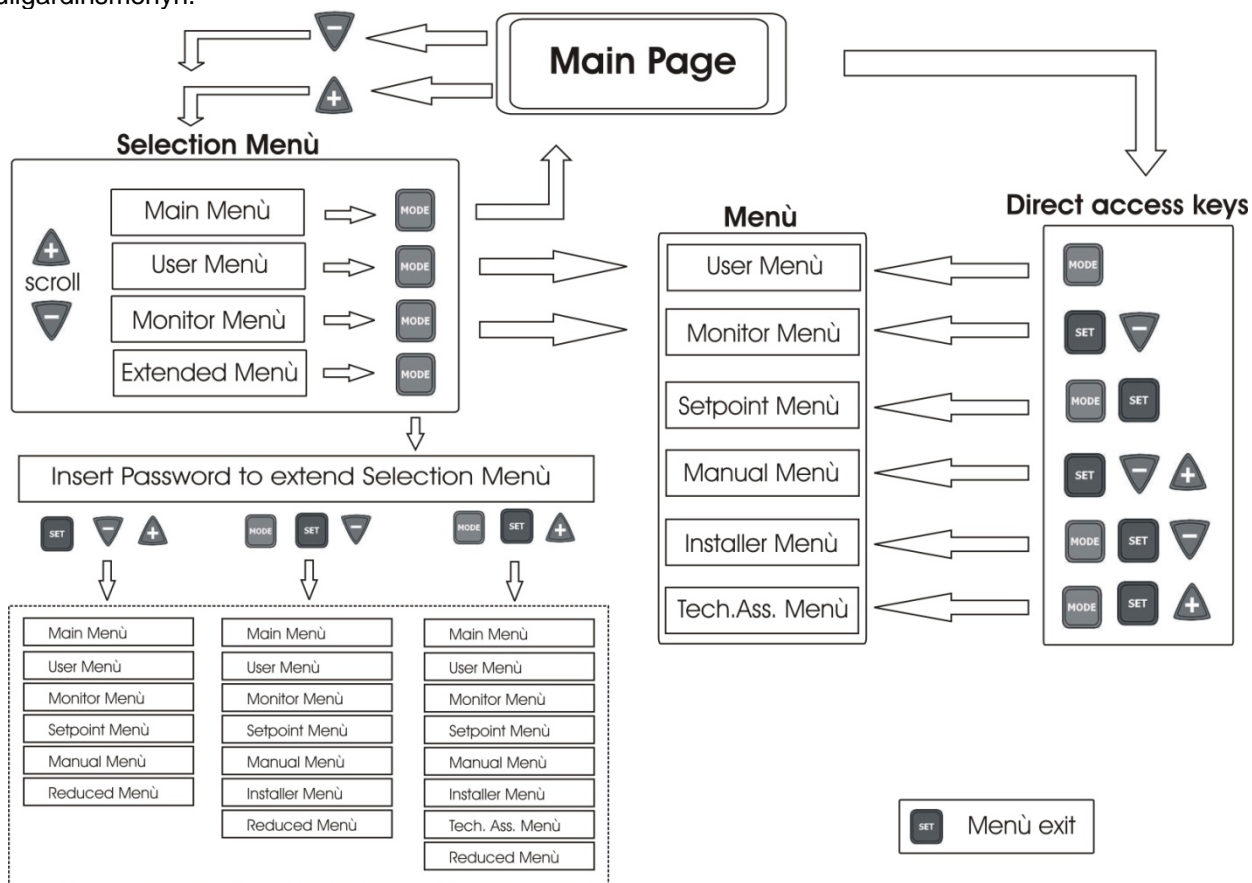 Main Page
Selection Menù
Main Menù MODE
User Menù MODE
scroll
Monitor Menù MODE
Extended Menù MODE
Insert Password to extend Selection Menù
SET - +
MODE SET -
MODE SET +
Main Menù
User Menù
Monitor Menù
Setpoint Menù
Manual Menù
Reduced Menù
Main Menù
User Menù
Monitor Menù
Setpoint Menù
Manual Menù
Installer Menù
Reduced Menù
Main Menù
User Menù
Monitor Menù
Setpoint Menù
Manual Menù
Installer Menù
Tech. Ass. Menù
Reduced Menù
Menù
User Menù
Monitor Menù
Setpoint Menù
Manual Menù
Installer Menù
Tech.Ass. Menù
Direct access keys
MODE
SET -
MODE SET
SET - +
MODE SET -
MODE SET +
SET Menù exit